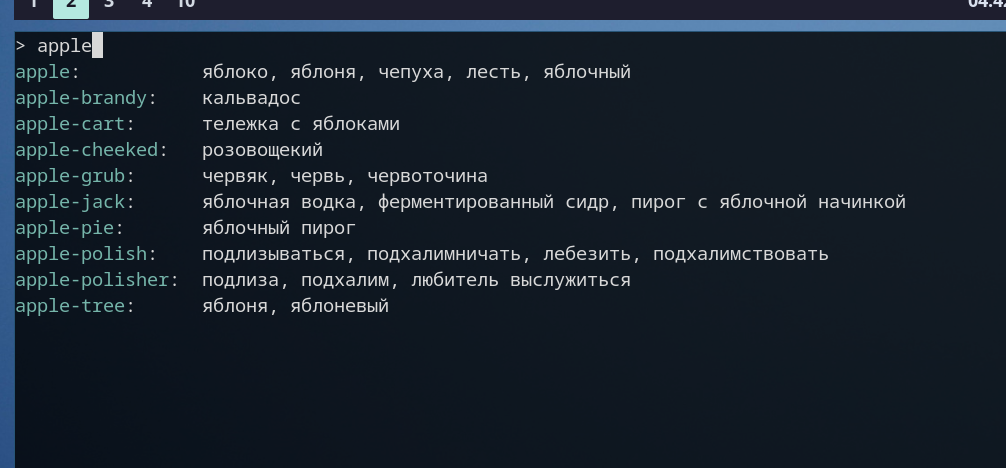 1 2 3 4 10
> apple
apple: яблоко, яблоня, чепуха, лесть, яблочный
apple-brandy: кальвадос
apple-cart: тележка с яблоками
apple-cheeked: розовощекий
apple-grub: червяк, червь, червоточина
apple-jack: яблочная водка, ферментированный сидр, пирог с яблочной начинкой
apple-pie: яблочный пирог
apple-polish: подлизываться, подхалимничать, лебезить, подхалимствовать
apple-polisher: подлиза, подхалим, любитель выслужиться
apple-tree: яблоня, яблоневый